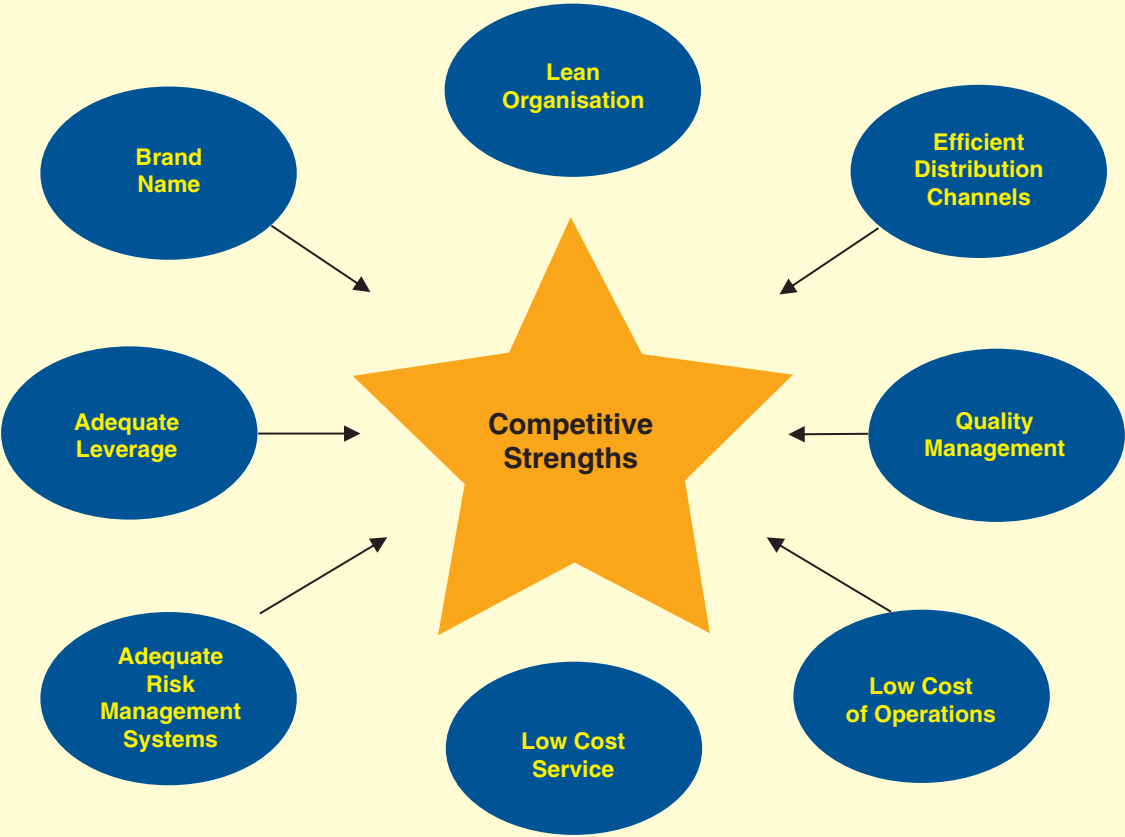 Lean
Organisation
Brand
Name
Efficient
Distribution
Channels
Adequate
Leverage
Competitive
Strengths
Quality
Management
Adequate
Risk
Management
Systems
Low Cost
Service
Low Cost
of Operations